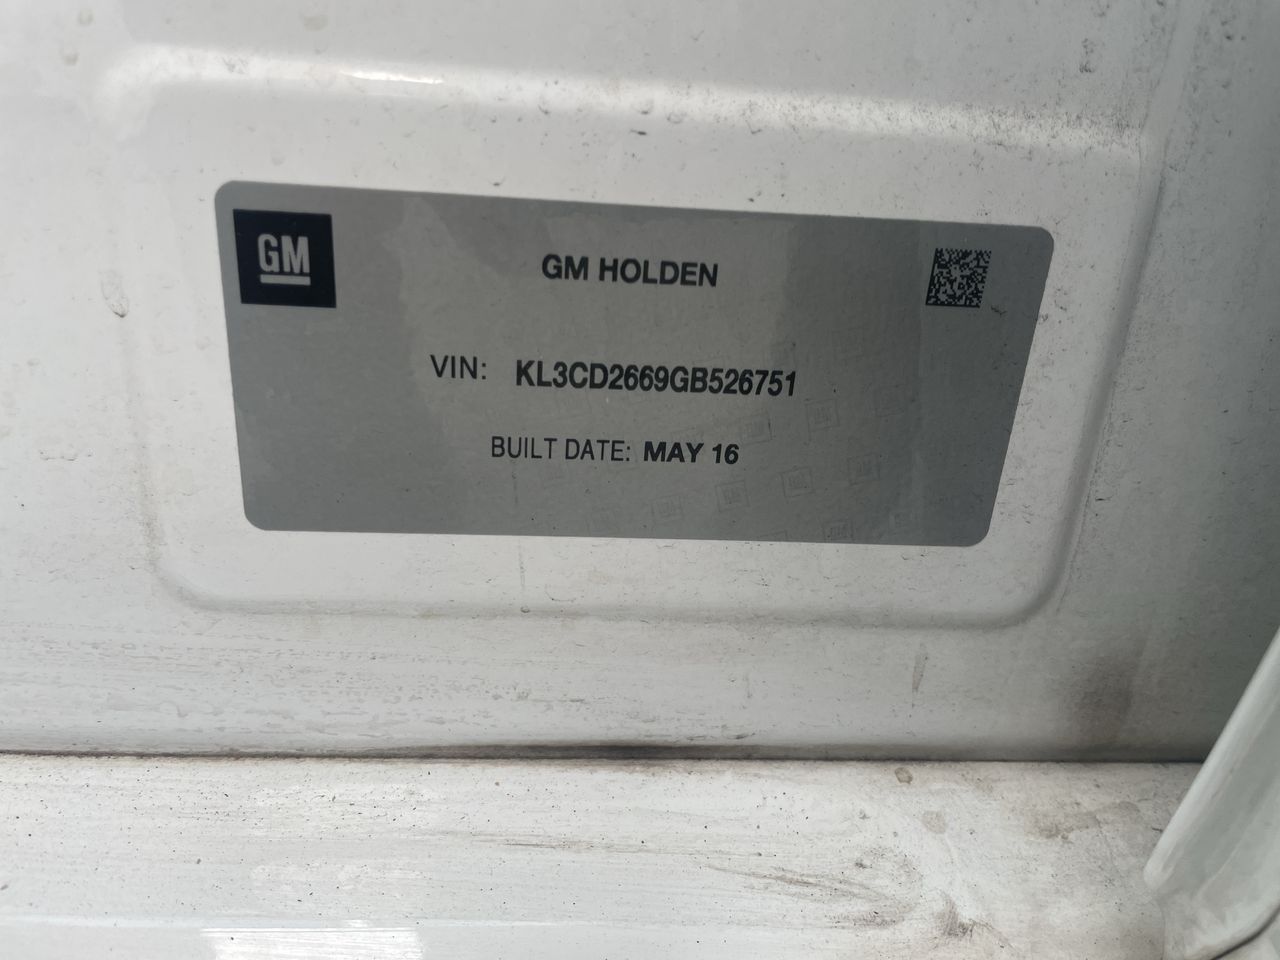 GM
GM HOLDEN
VIN: KL3CD2669GB526751
BUILT DATE: MAY 16